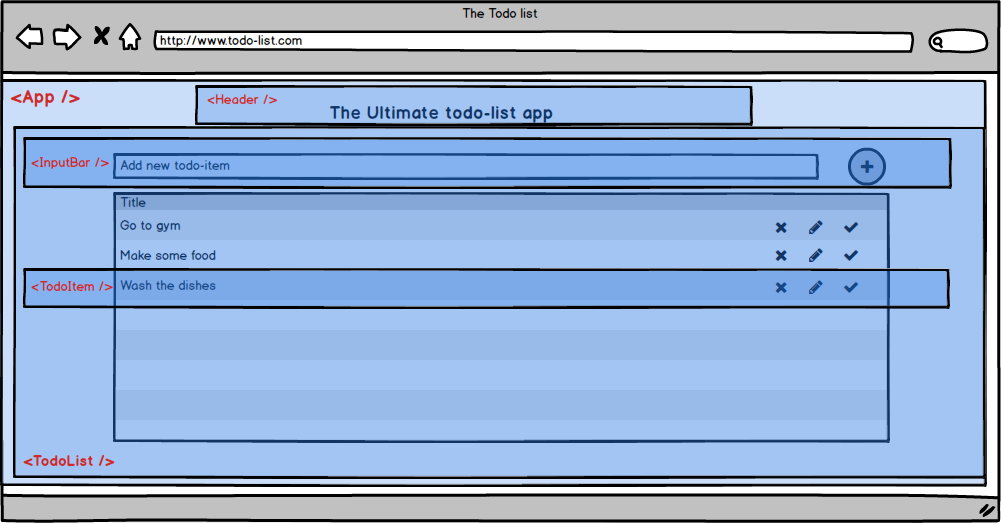 The Todo list
http://www.todo-list.com
<App />
<Header />
The Ultimate todo-list app
<InputBar />
Add new todo-item
Title
Go to gym
Make some food
<TodoItem />
Wash the dishes
<TodoList />